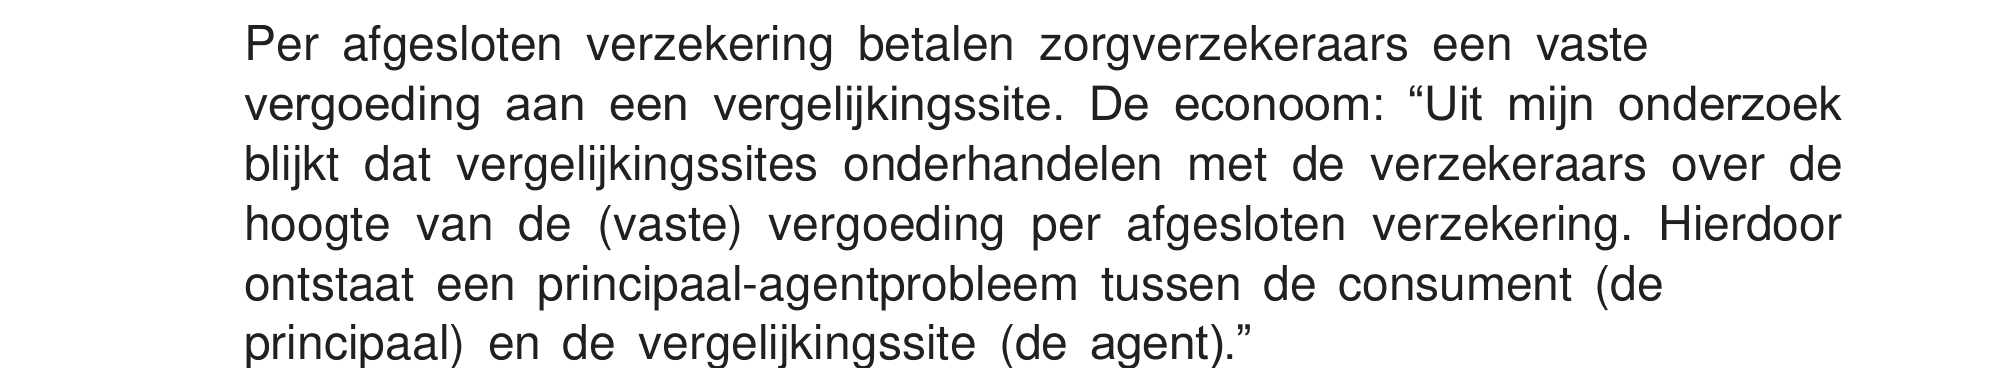 Per afgesloten verzekering betalen zorgverzekeraars een vaste
vergoeding aan een vergelijkingssite. De econoom: “Uit mijn onderzoek
blijkt dat vergelijkingssites onderhandelen met de verzekeraars over de
hoogte van de (vaste) vergoeding per afgesloten verzekering. Hierdoor
ontstaat een principaal-agentprobleem tussen de consument (de
principaal) en de vergelijkingssite (de agent).”